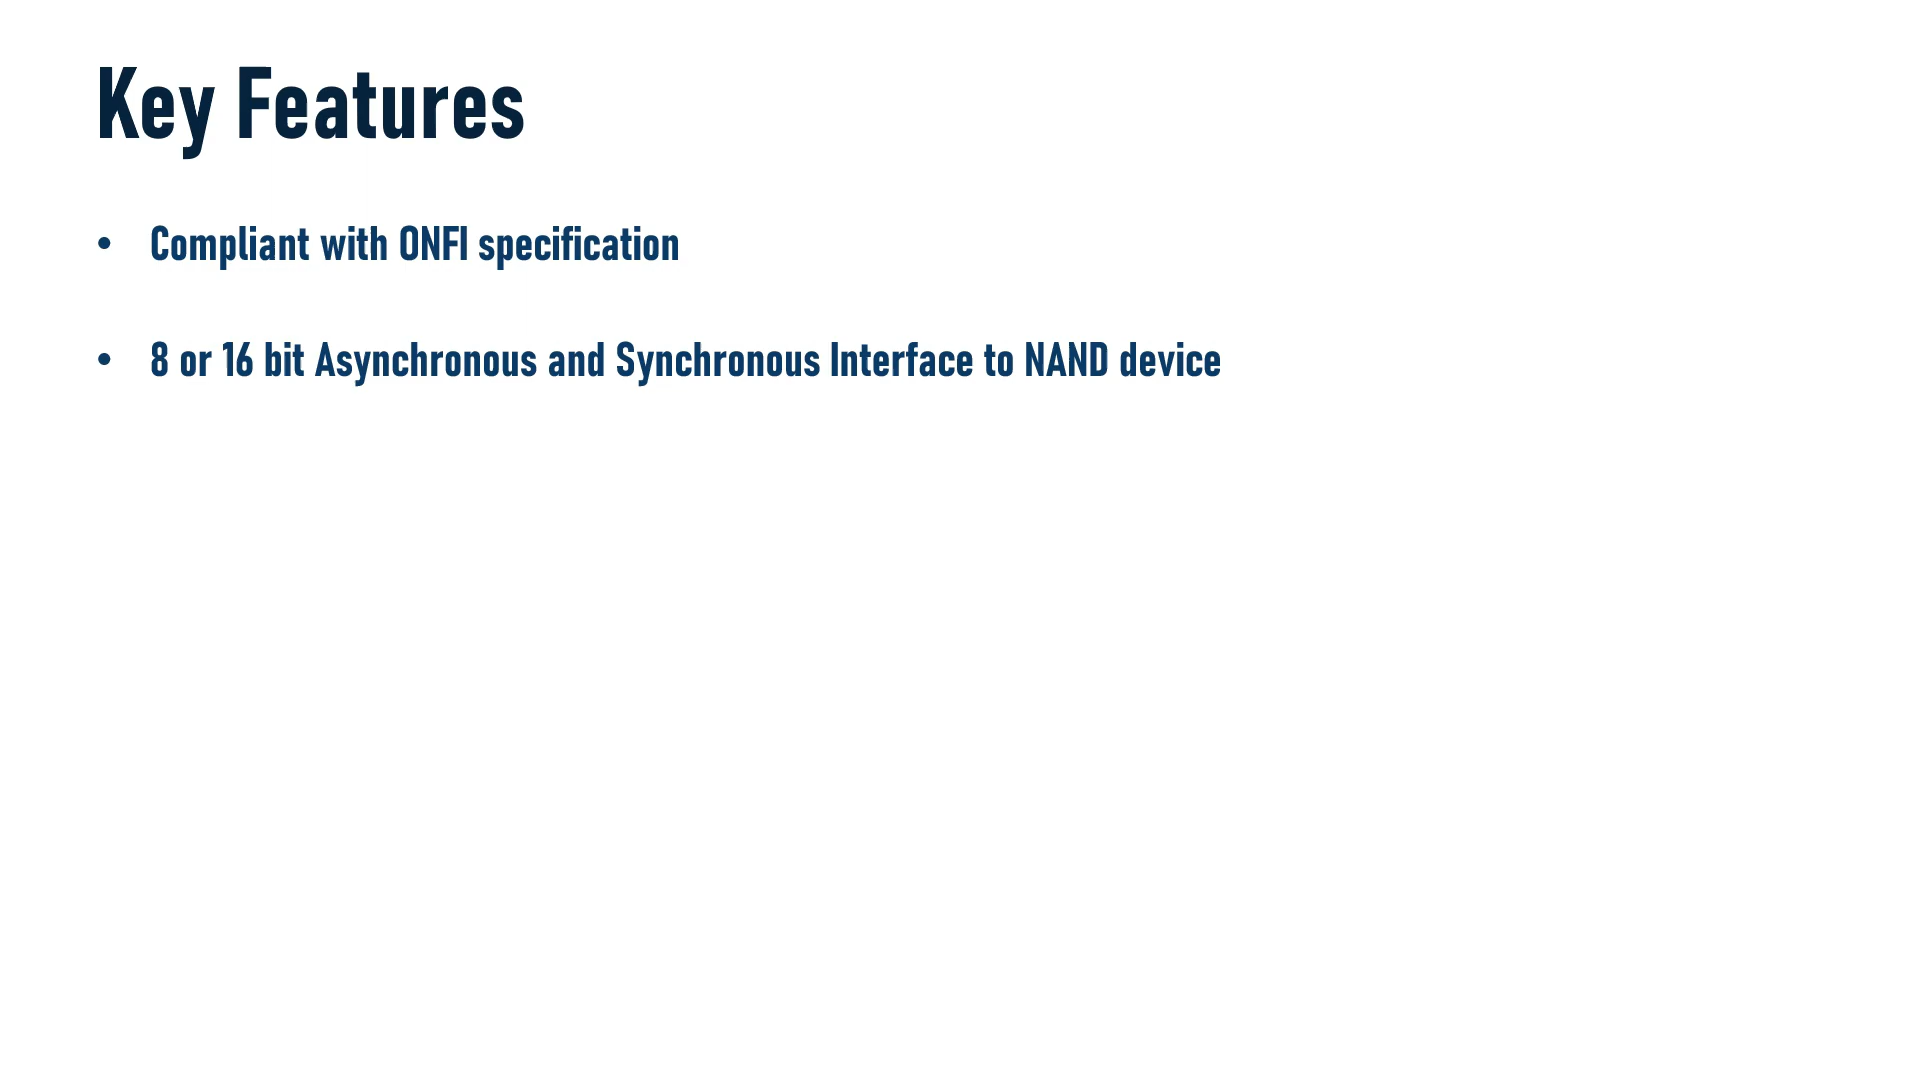 Key Features
• Compliant with ONFI specification
• 8 or 16 bit Asynchronous and Synchronous Interface to NAND device